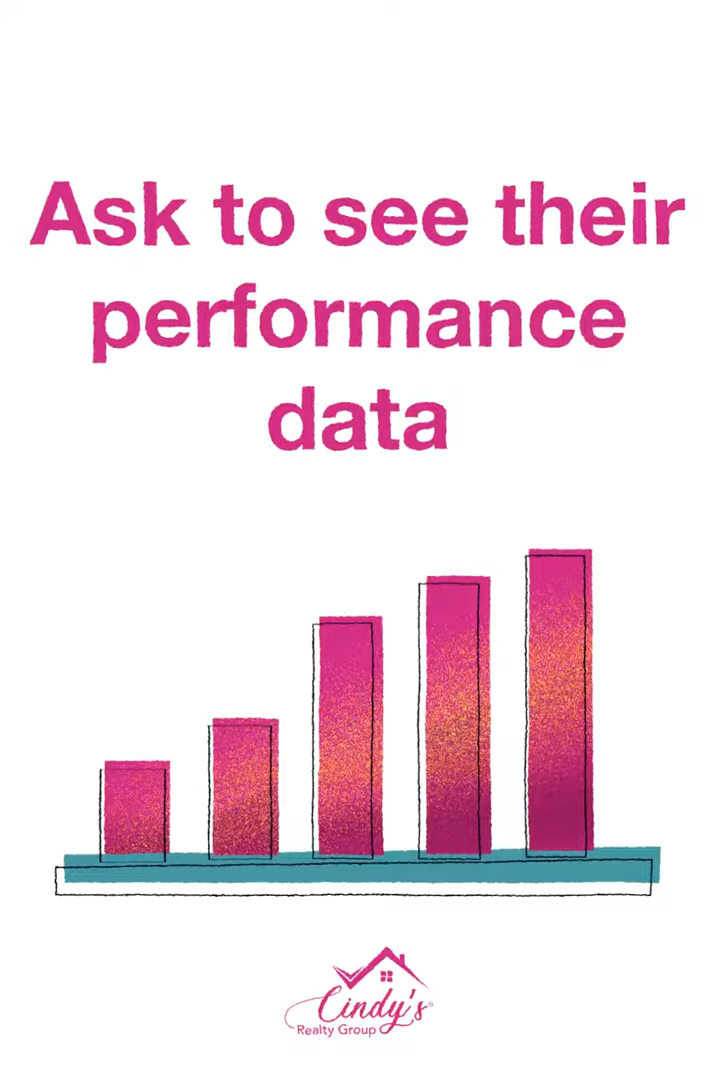 Ask to see their
performance
data
Cindy's
Realty Group